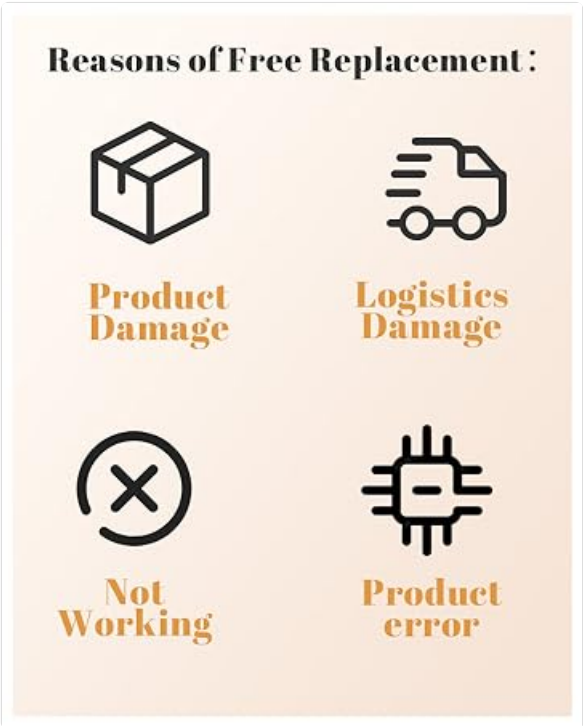 Reasons of Free Replacement:
Product
Damage
Logistics
Damage
Not
Working
Product
error